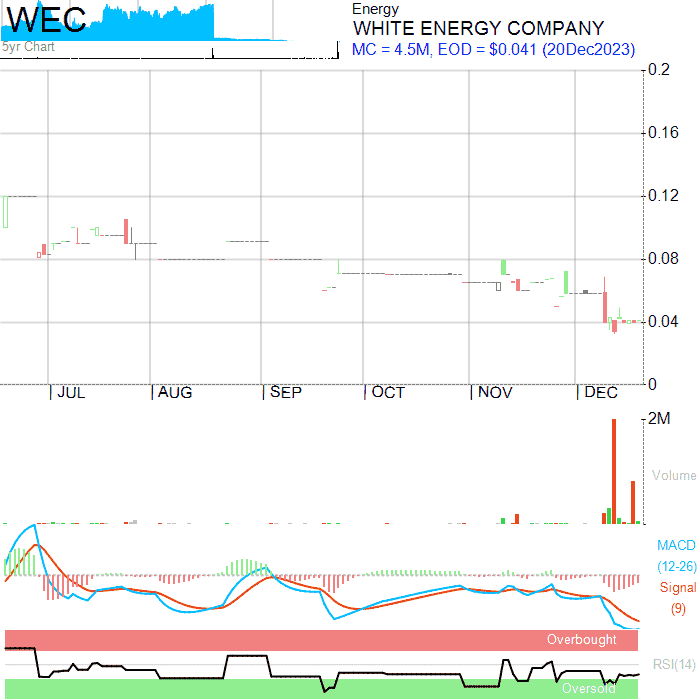 WEC
5yr Chart
Energy
WHITE ENERGY COMPANY
MC = 4.5M, EOD = $0.041 (20Dec2023)
0.2
0.16
0.12
0.08
0.04
0
JUL AUG SEP OCT NOV DEC
2M
Volume
MACD
(12-26)
Signal
(9)
Overbought
RSI(14)
Oversold